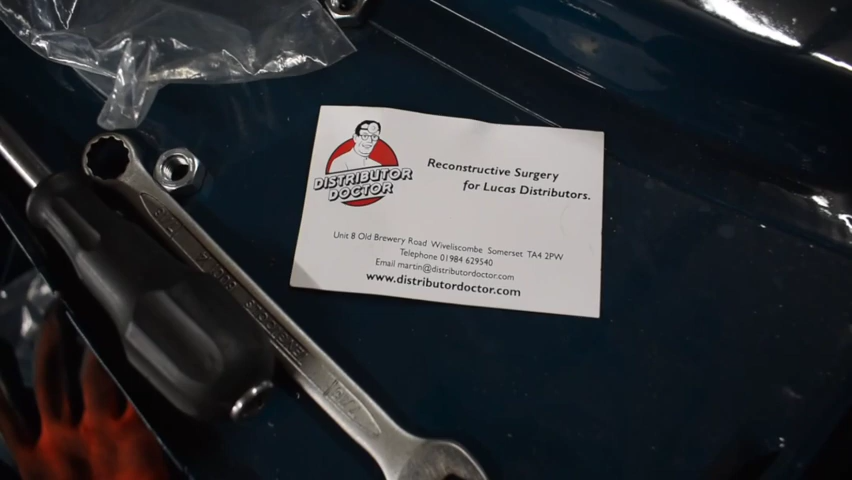 DISTRIBUTOR
DOCTOR
Reconstructive Surgery
for Lucas Distributors.
Unit 8 Old Brewery Road Wiveliscombe Somerset TA4 2PW
Telephone 01984 629540
Email martin@distributordoctor.com
www.distributordoctor.com